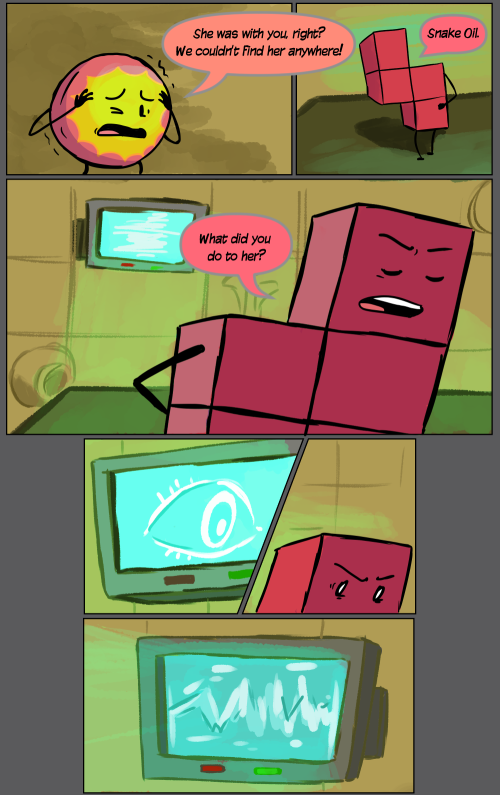 She was with you, right?
We couldn't find her anywhere!
Snake Oil.
What did you
do to her?